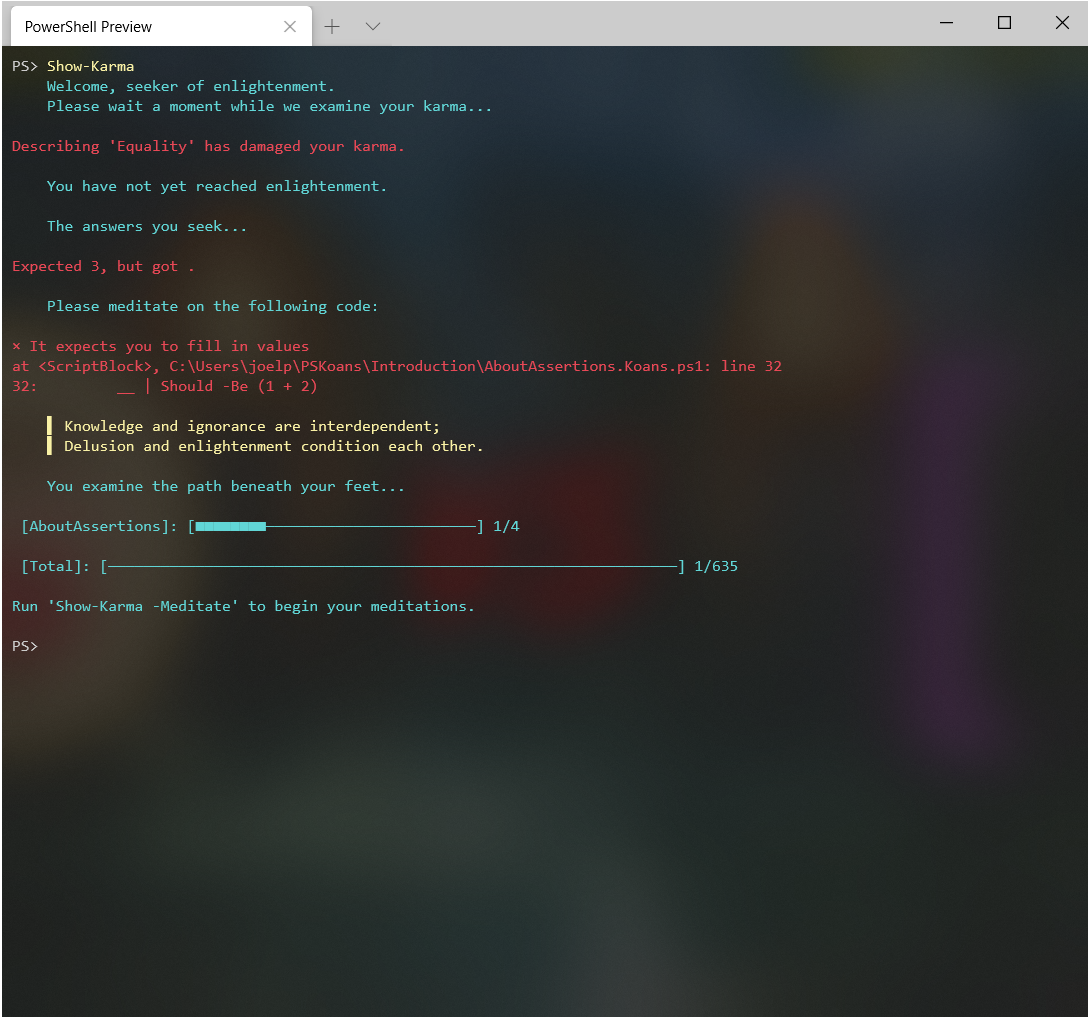 PowerShell Preview
PS> Show-Karma
Welcome, seeker of enlightenment.
Please wait a moment while we examine your karma...
Describing 'Equality' has damaged your karma.
You have not yet reached enlightenment.
The answers you seek...
Expected 3, but got .
Please meditate on the following code:
× It expects you to fill in values
at <ScriptBlock>, C:\Users\joelp\PSKoans\Introduction\AboutAssertions.Koans.ps1: line 32
32:         __ | Should -Be (1 + 2)
Knowledge and ignorance are interdependent;
Delusion and enlightenment condition each other.
You examine the path beneath your feet...
[AboutAssertions]: [■■■■■■■■────────────────────────] 1/4
[Total]: [─────────────────────────────────────────────────────────────────] 1/635
Run 'Show-Karma -Meditate' to begin your meditations.
PS>